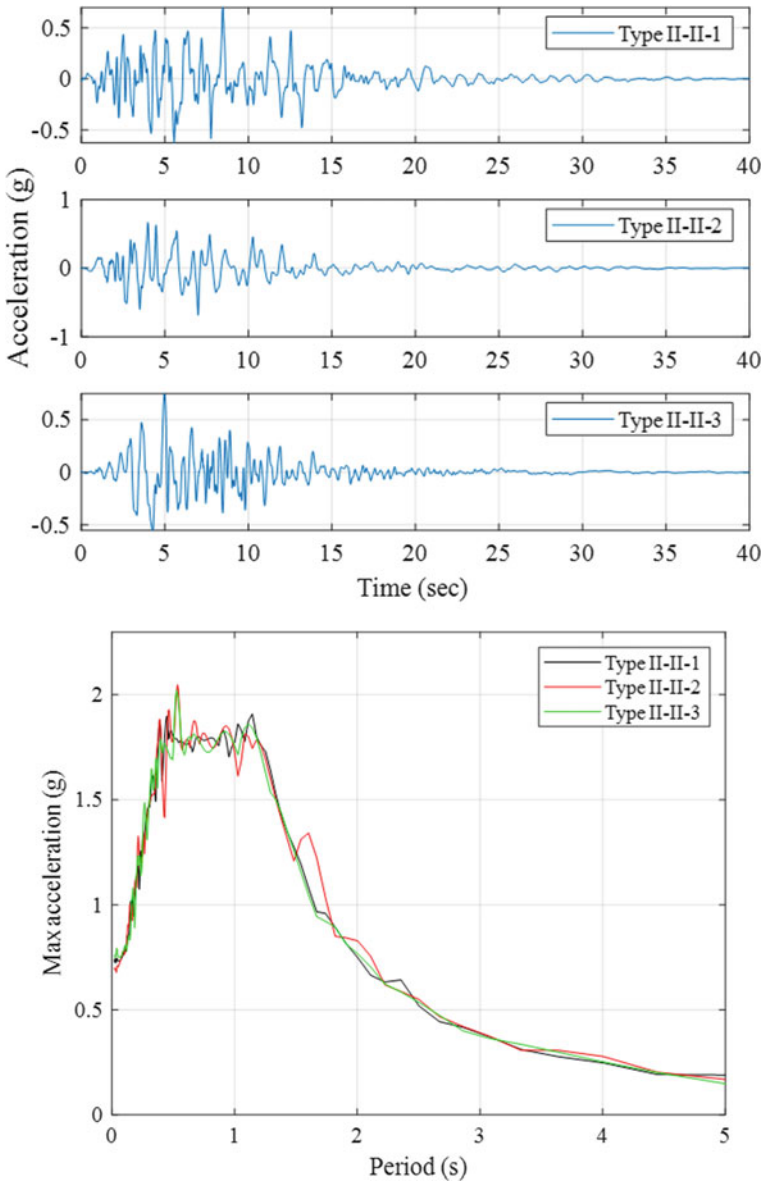 0.5
Type II-II-1
0
-0.5
0 5 10 15 20 25 30 35 40
Acceleration (g)
1
Type II-II-2
0
-1
0 5 10 15 20 25 30 35 40
0.5
Type II-II-3
0
-0.5
0 5 10 15 20 25 30 35 40
Time (sec)
Type II-II-1
Type II-II-2
Type II-II-3
2
1.5
1
0.5
0
Max acceleration (g)
0 1 2 3 4 5
Period (s)